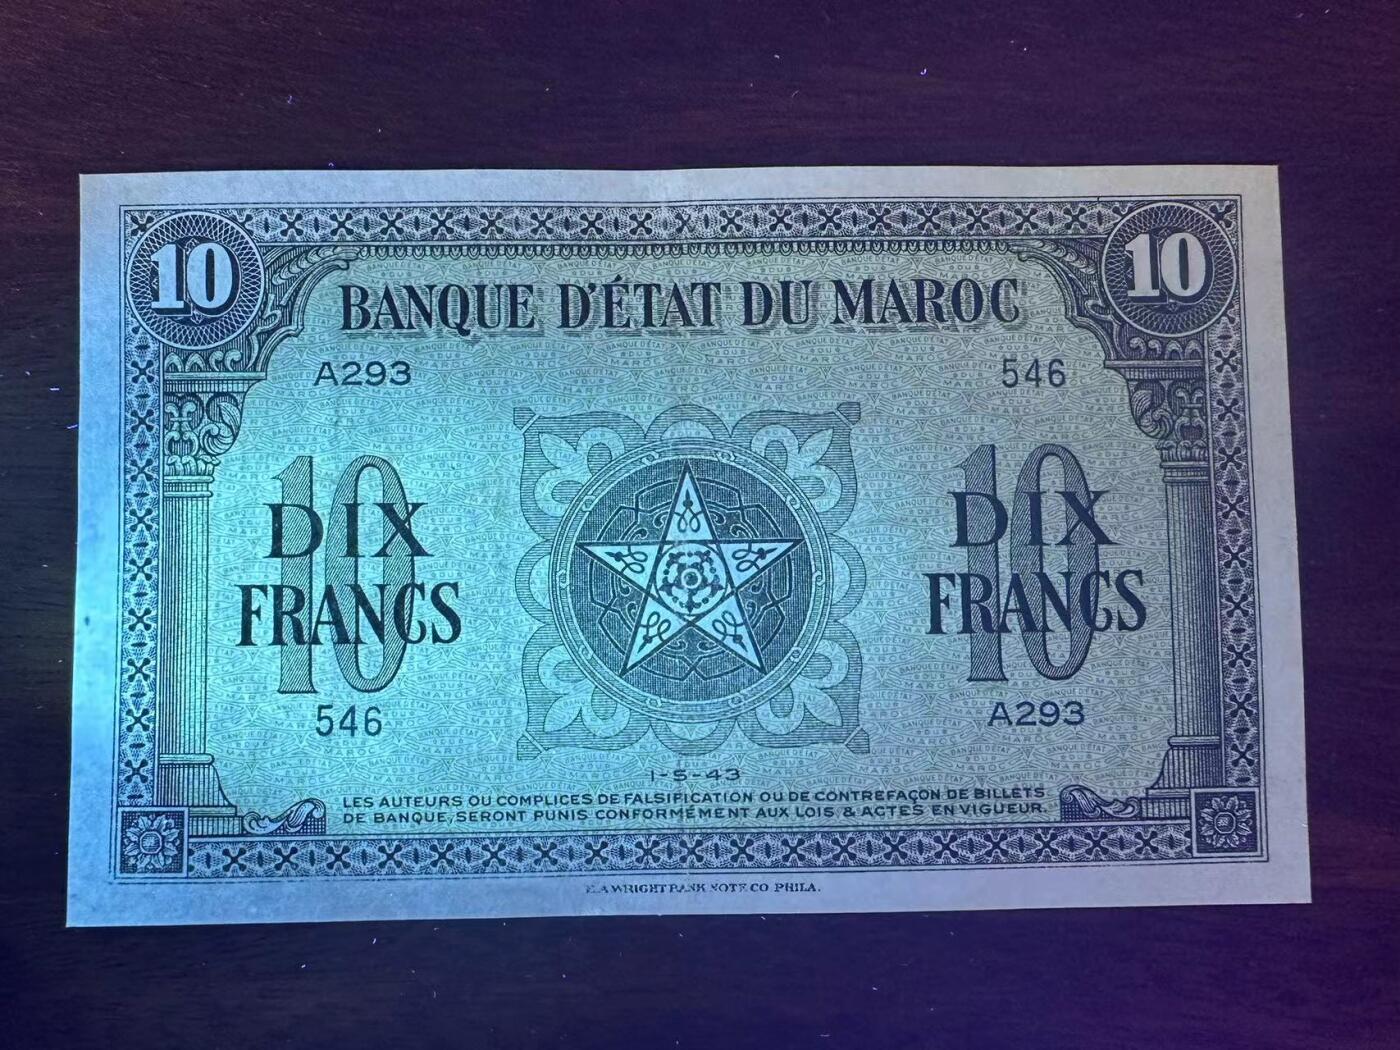 10 10
BANQUE D'ÉTAT DU MAROC
A293 546
10 10
DIX DIX
FRANCS FRANCS
546 A293
1-5-43
LES AUTEURS OU COMPLICES DE FALSIFICATION OU DE CONTREFAÇON DE BILLETS
DE BANQUE, SERONT PUNIS CONFORMÉMENT AUX LOIS & ACTES EN VIGUEUR.
E.A WRIGHT BANK NOTE CO PHILA.